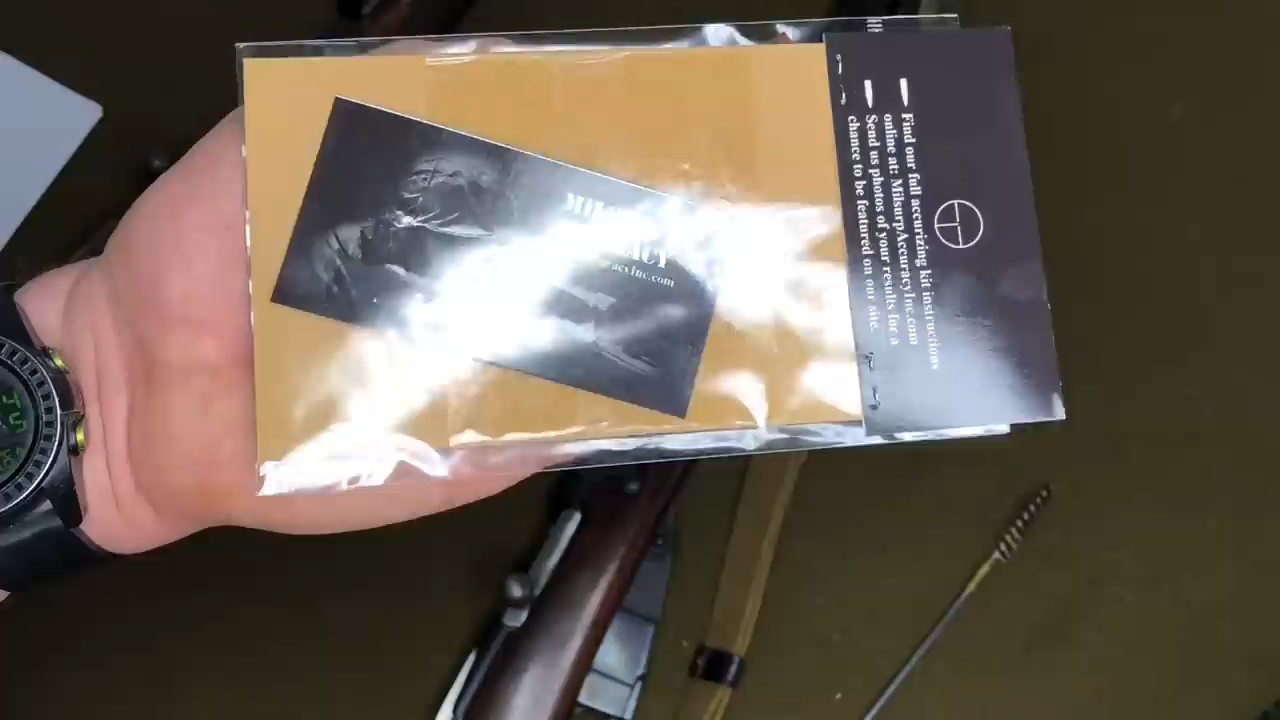 Find our full accurizing kit instructions
online at: MilsurpAccuracyInc.com
Send us photos of your results for a
chance to be featured on our site.